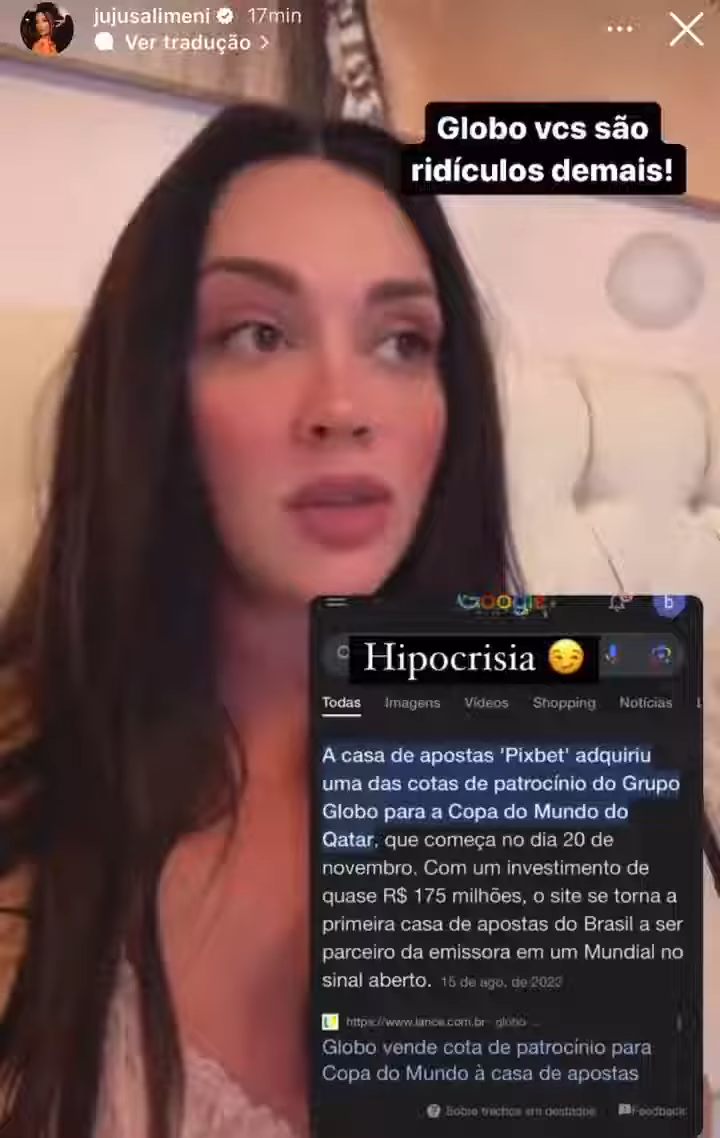 jujusalimeni 17min
Ver tradução >
Globo vcs são
ridículos demais!
Google
b
Hipocrisia 😏
Todas Imagens Vídeos Shopping Notícias
A casa de apostas 'Pixbet' adquiriu
uma das cotas de patrocínio do Grupo
Globo para a Copa do Mundo do
Qatar, que começa no dia 20 de
novembro. Com um investimento de
quase R$ 175 milhões, o site se torna a
primeira casa de apostas do Brasil a ser
parceiro da emissora em um Mundial no
sinal aberto. 15 de ago. de 2022
https://www.lance.com.br › globo ...
Globo vende cota de patrocínio para
Copa do Mundo à casa de apostas
Sobre trechos em destaque Feedback